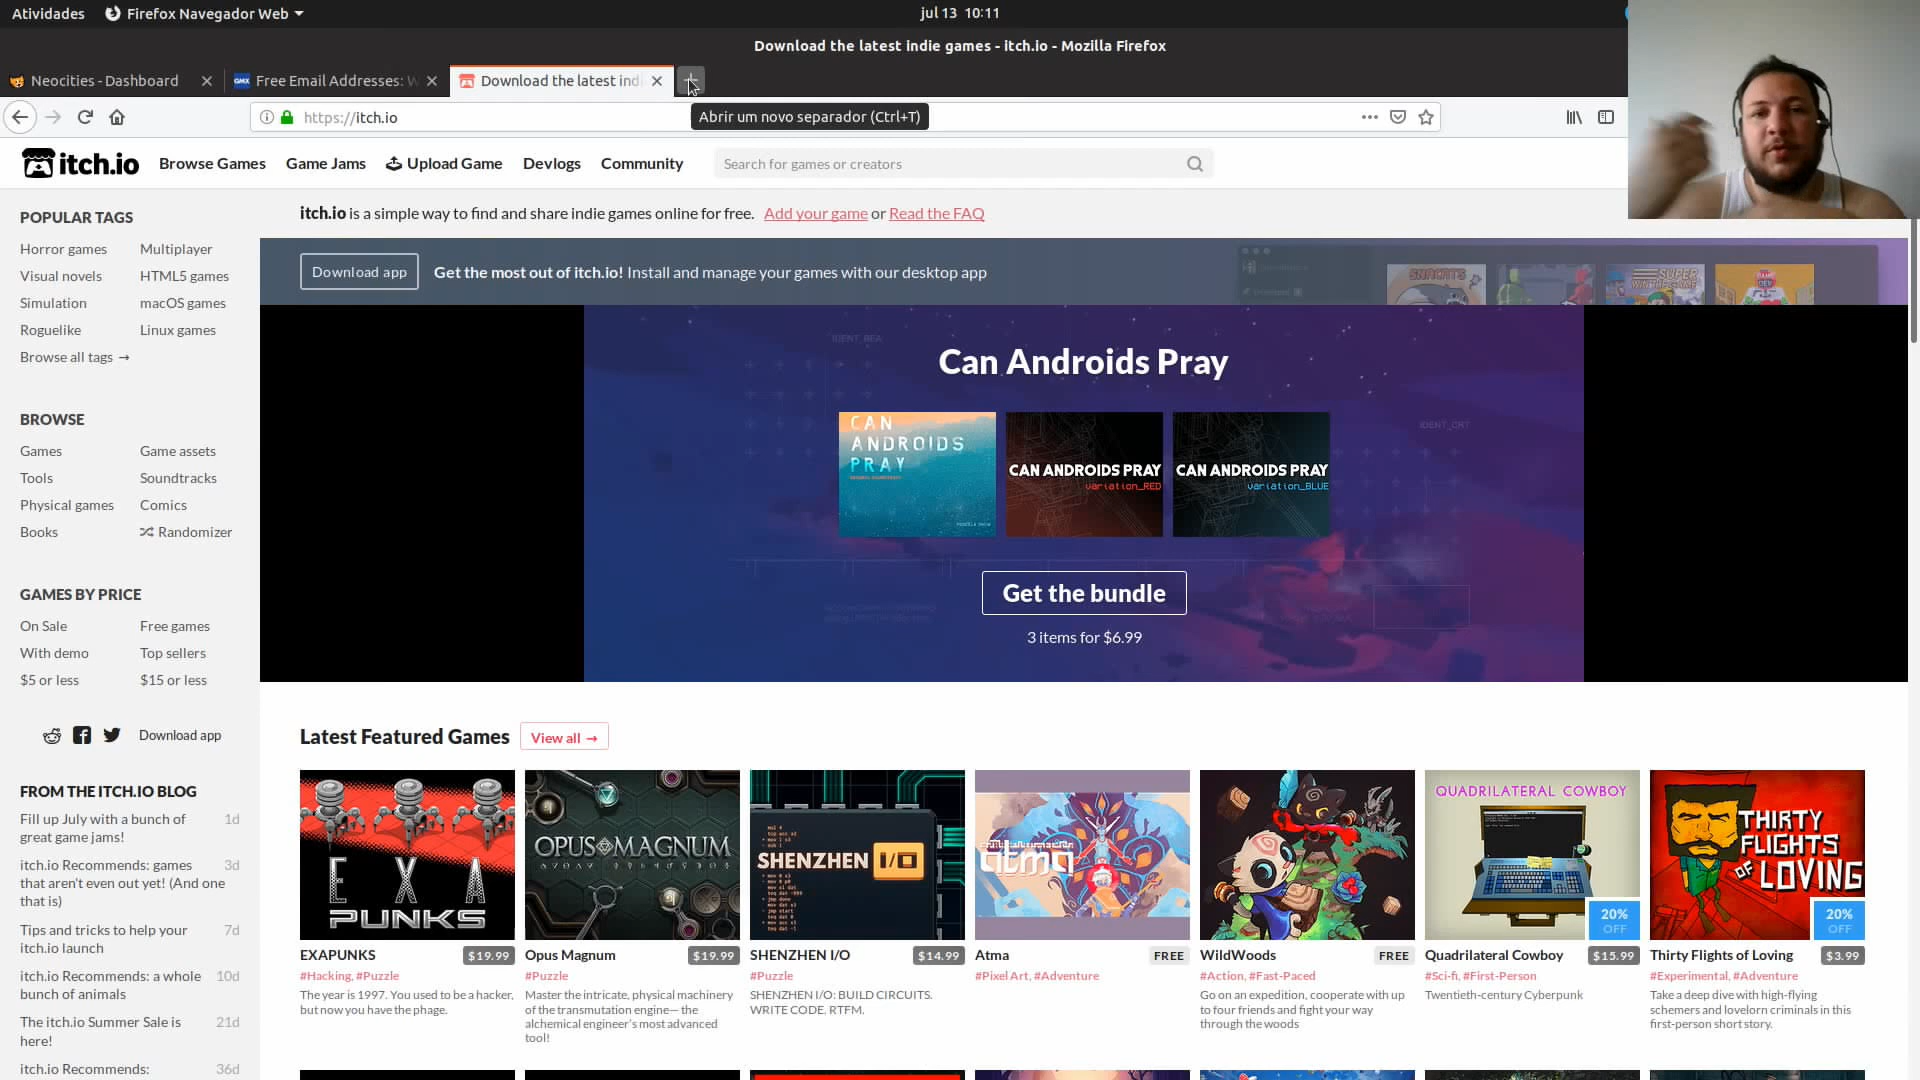 Atividades
Firefox Navegador Web
jul 13 10:11
Download the latest indie games - itch.io - Mozilla Firefox
Neocities - Dashboard
Free Email Addresses: W
Download the latest indi
https://itch.io
Abrir um novo separador (Ctrl+T)
itch.io
Browse Games
Game Jams
Upload Game
Devlogs
Community
Search for games or creators
POPULAR TAGS
Horror games Multiplayer
Visual novels HTML5 games
Simulation macOS games
Roguelike Linux games
Browse all tags →
BROWSE
Games Game assets
Tools Soundtracks
Physical games Comics
Books Randomizer
GAMES BY PRICE
On Sale Free games
With demo Top sellers
$5 or less $15 or less
Download app
FROM THE ITCH.IO BLOG
Fill up July with a bunch of 1d
great game jams!
itch.io Recommends: games 3d
that aren't even out yet! (And one
that is)
Tips and tricks to help your 7d
itch.io launch
itch.io Recommends: a whole 10d
bunch of animals
The itch.io Summer Sale is 21d
here!
itch.io Recommends: 36d
itch.io is a simple way to find and share indie games online for free. Add your game or Read the FAQ
Download app
Get the most out of itch.io! Install and manage your games with our desktop app
Can Androids Pray
CAN
ANDROIDS
PRAY
CAN ANDROIDS PRAY
variation_RED
CAN ANDROIDS PRAY
variation_BLUE
IDENT_CRT
Get the bundle
3 items for $6.99
Latest Featured Games
View all →
EXA
PUNKS
EXAPUNKS $19.99
#Hacking, #Puzzle
The year is 1997. You used to be a hacker,
but now you have the phage.
OPUS MAGNUM
Opus Magnum $19.99
#Puzzle
Master the intricate, physical machinery
of the transmutation engine— the
alchemical engineer's most advanced
tool!
SHENZHEN I/O
SHENZHEN I/O $14.99
#Puzzle
SHENZHEN I/O: BUILD CIRCUITS.
WRITE CODE. RTFM.
atma
Atma FREE
#Pixel Art, #Adventure
WildWoods FREE
#Action, #Fast-Paced
Go on an expedition, cooperate with up
to four friends and fight your way
through the woods
QUADRILATERAL COWBOY
20%
OFF
Quadrilateral Cowboy $15.99
#Sci-fi, #First-Person
Twentieth-century Cyberpunk
THIRTY
FLIGHTS
OF LOVING
20%
OFF
Thirty Flights of Loving $3.99
#Experimental, #Adventure
Take a deep dive with high-flying
schemers and lovelorn criminals in this
first-person short story.